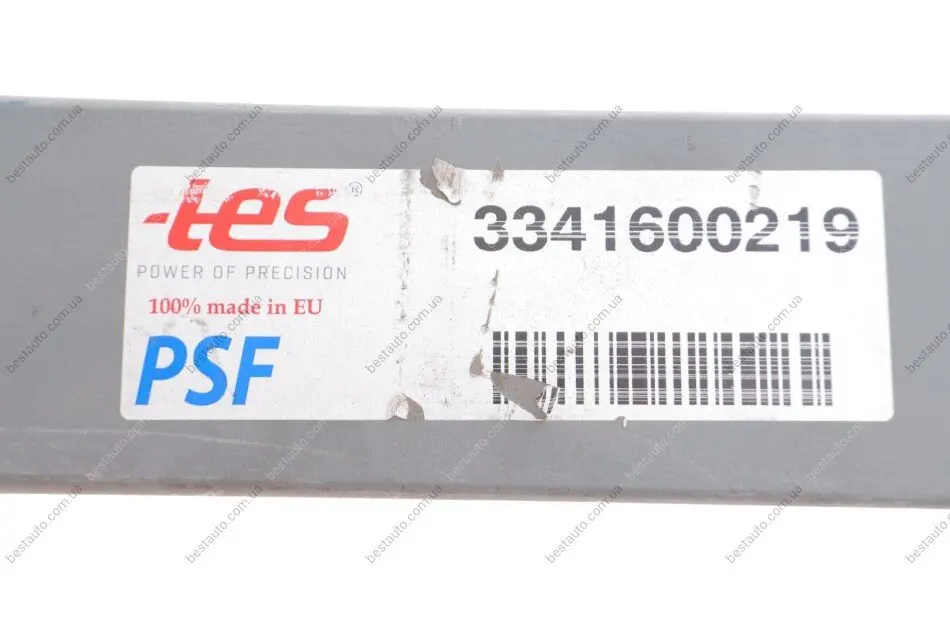 tes®
POWER OF PRECISION
100% made in EU
PSF
3341600219
bestauto.com.ua